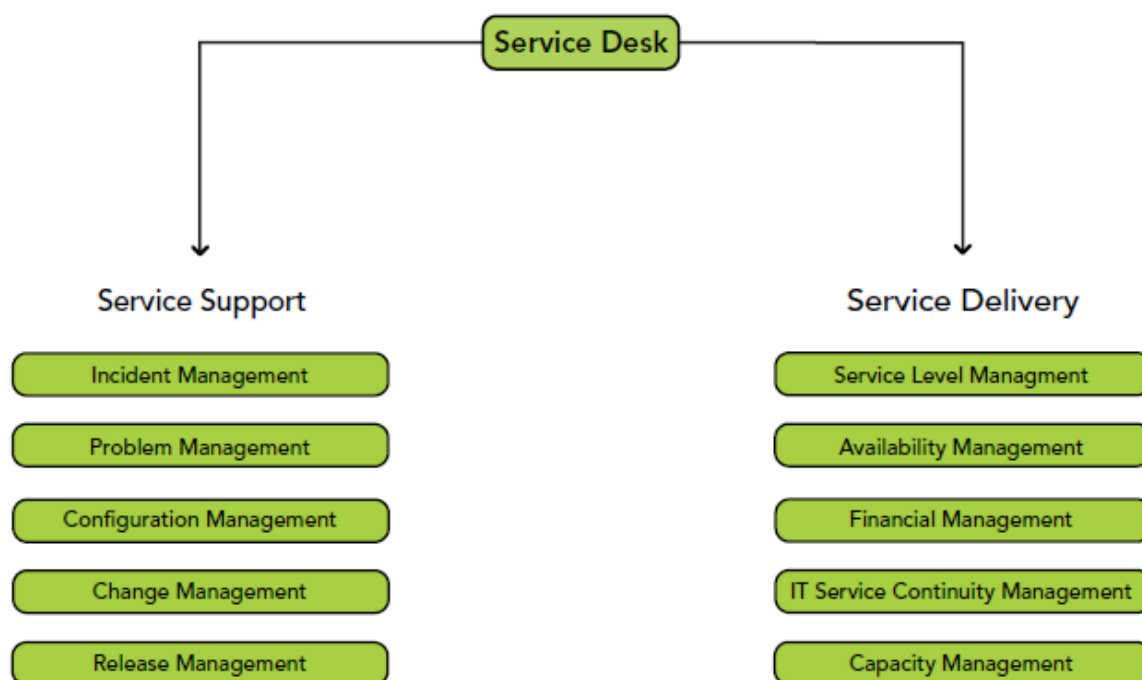 Service Desk
Service Support
Incident Management
Problem Management
Configuration Management
Change Management
Release Management
Service Delivery
Service Level Managment
Availability Management
Financial Management
IT Service Continuity Management
Capacity Management